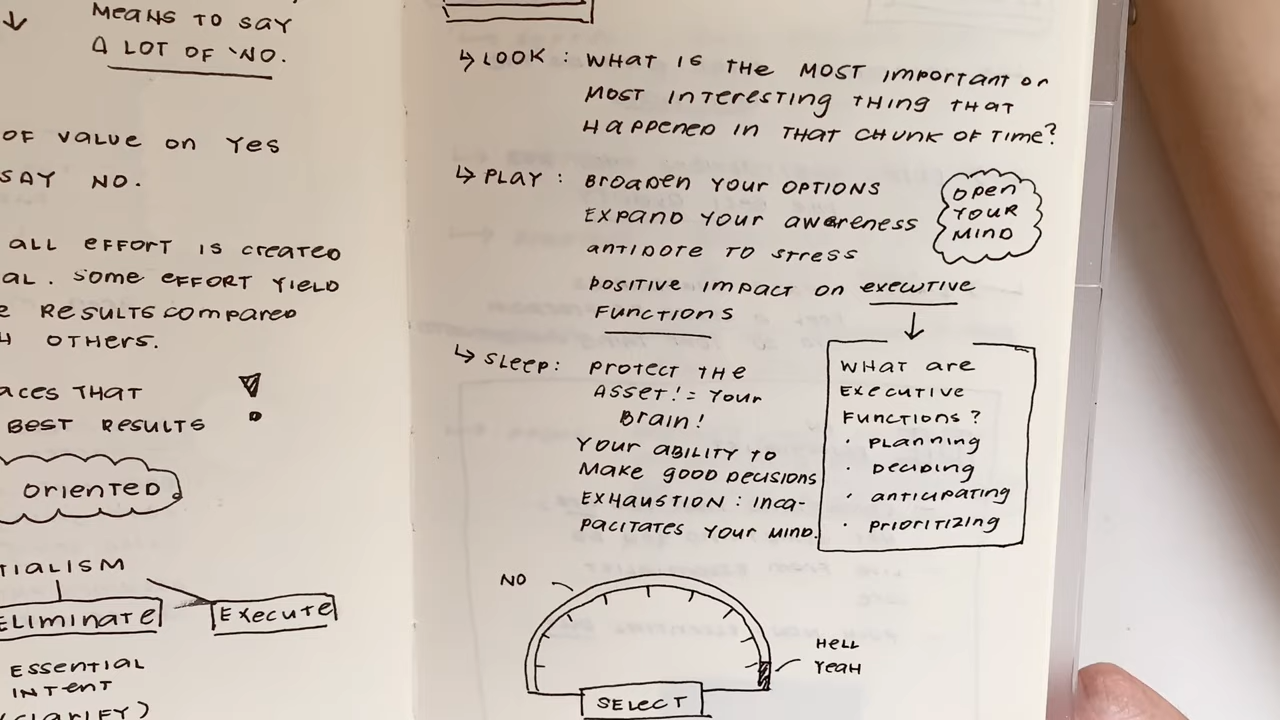 MEANS TO SAY
A LOT OF 'NO.
OF VALUE ON YES
SAY NO.
ALL EFFORT IS CREATED
AL. SOME EFFORT YIELD
E RESULTS COMPARED
H OTHERS.
ACES THAT
BEST RESULTS
ORIENTED
TIALISM
ELIMINATE
EXECUTE
ESSENTIAL
INTENT
(CLARIFY)
↳ LOOK : WHAT IS THE MOST IMPORTANT OR
MOST INTERESTING THING THAT
HAPPENED IN THAT CHUNK OF TIME?
↳ PLAY : BROADEN YOUR OPTIONS
EXPAND YOUR AWARENESS
ANTIDOTE TO STRESS
POSITIVE IMPACT ON EXECUTIVE
FUNCTIONS
OPEN
YOUR
MIND
↳ SLEEP: PROTECT THE
ASSET! = YOUR
BRAIN!
YOUR ABILITY TO
MAKE GOOD DECISIONS
EXHAUSTION : INCA-
PACITATES YOUR MIND.
WHAT ARE
EXECUTIVE
FUNCTIONS?
· PLANNING
· DECIDING
· ANTICIPATING
· PRIORITIZING
NO
HELL
YEAH
SELECT